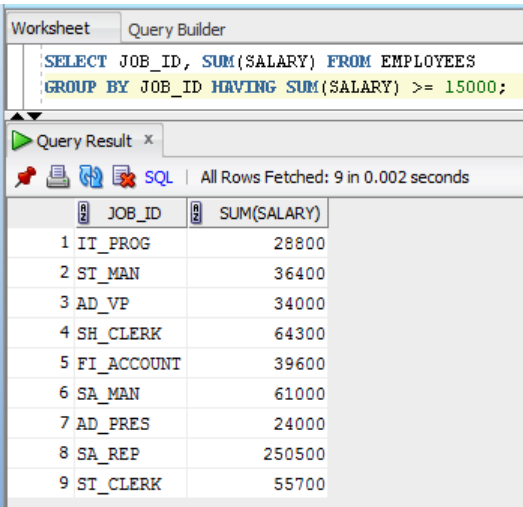 Worksheet Query Builder
SELECT JOB_ID, SUM(SALARY) FROM EMPLOYEES
GROUP BY JOB_ID HAVING SUM(SALARY) >= 15000;
Query Result x
SQL | All Rows Fetched: 9 in 0.002 seconds
JOB_ID SUM(SALARY)
1 IT_PROG 28800
2 ST_MAN 36400
3 AD_VP 34000
4 SH_CLERK 64300
5 FI_ACCOUNT 39600
6 SA_MAN 61000
7 AD_PRES 24000
8 SA_REP 250500
9 ST_CLERK 55700